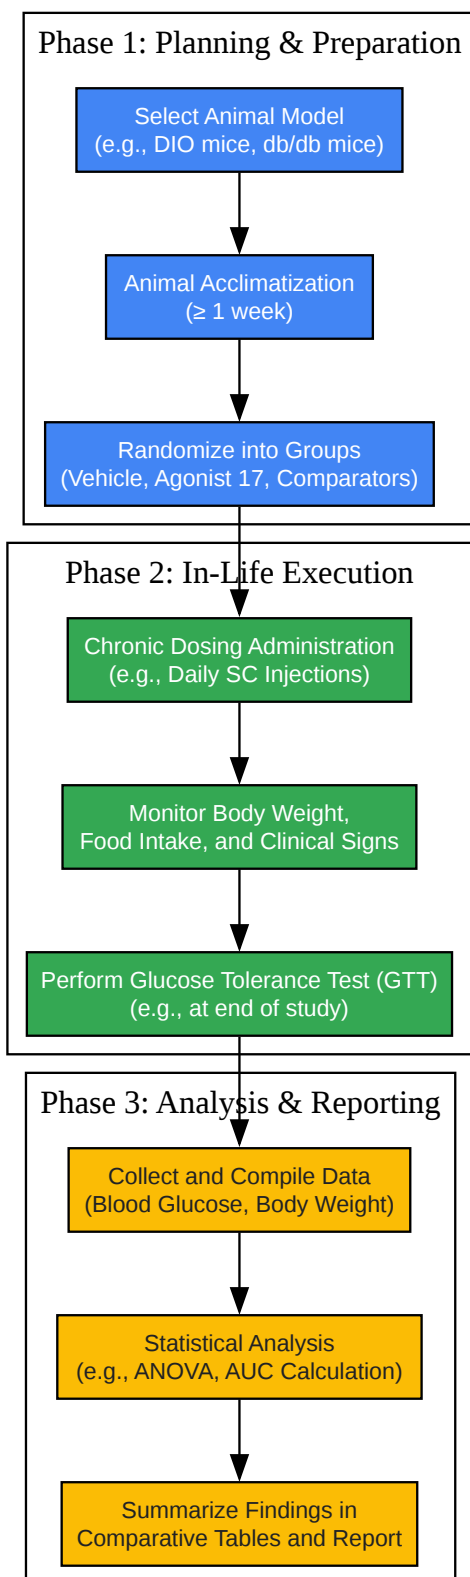 Phase 1: Planning & Preparation
Select Animal Model
(e.g., DIO mice, db/db mice)
Animal Acclimatization
(≥ 1 week)
Randomize into Groups
(Vehicle, Agonist 17, Comparators)
Phase 2: In-Life Execution
Chronic Dosing Administration
(e.g., Daily SC Injections)
Monitor Body Weight,
Food Intake, and Clinical Signs
Perform Glucose Tolerance Test (GTT)
(e.g., at end of study)
Phase 3: Analysis & Reporting
Collect and Compile Data
(Blood Glucose, Body Weight)
Statistical Analysis
(e.g., ANOVA, AUC Calculation)
Summarize Findings in
Comparative Tables and Report